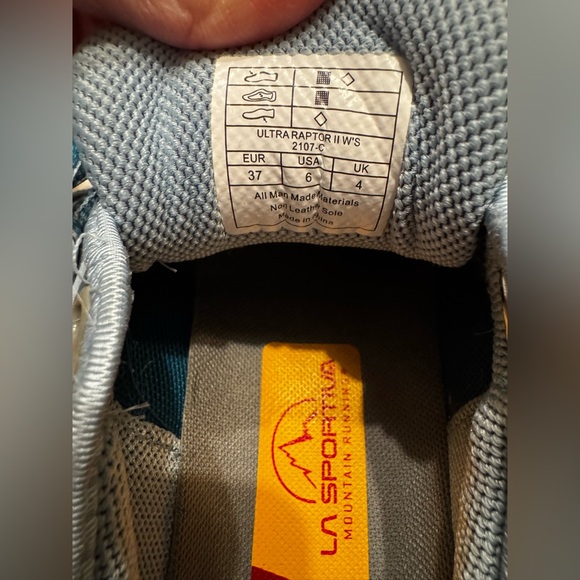 ULTRA RAPTOR II W'S
2107-C
EUR USA UK
37 6 4
All Man Made Materials
Non Leather Sole
Made in China
LA SPORTIVA
MOUNTAIN RUNNING